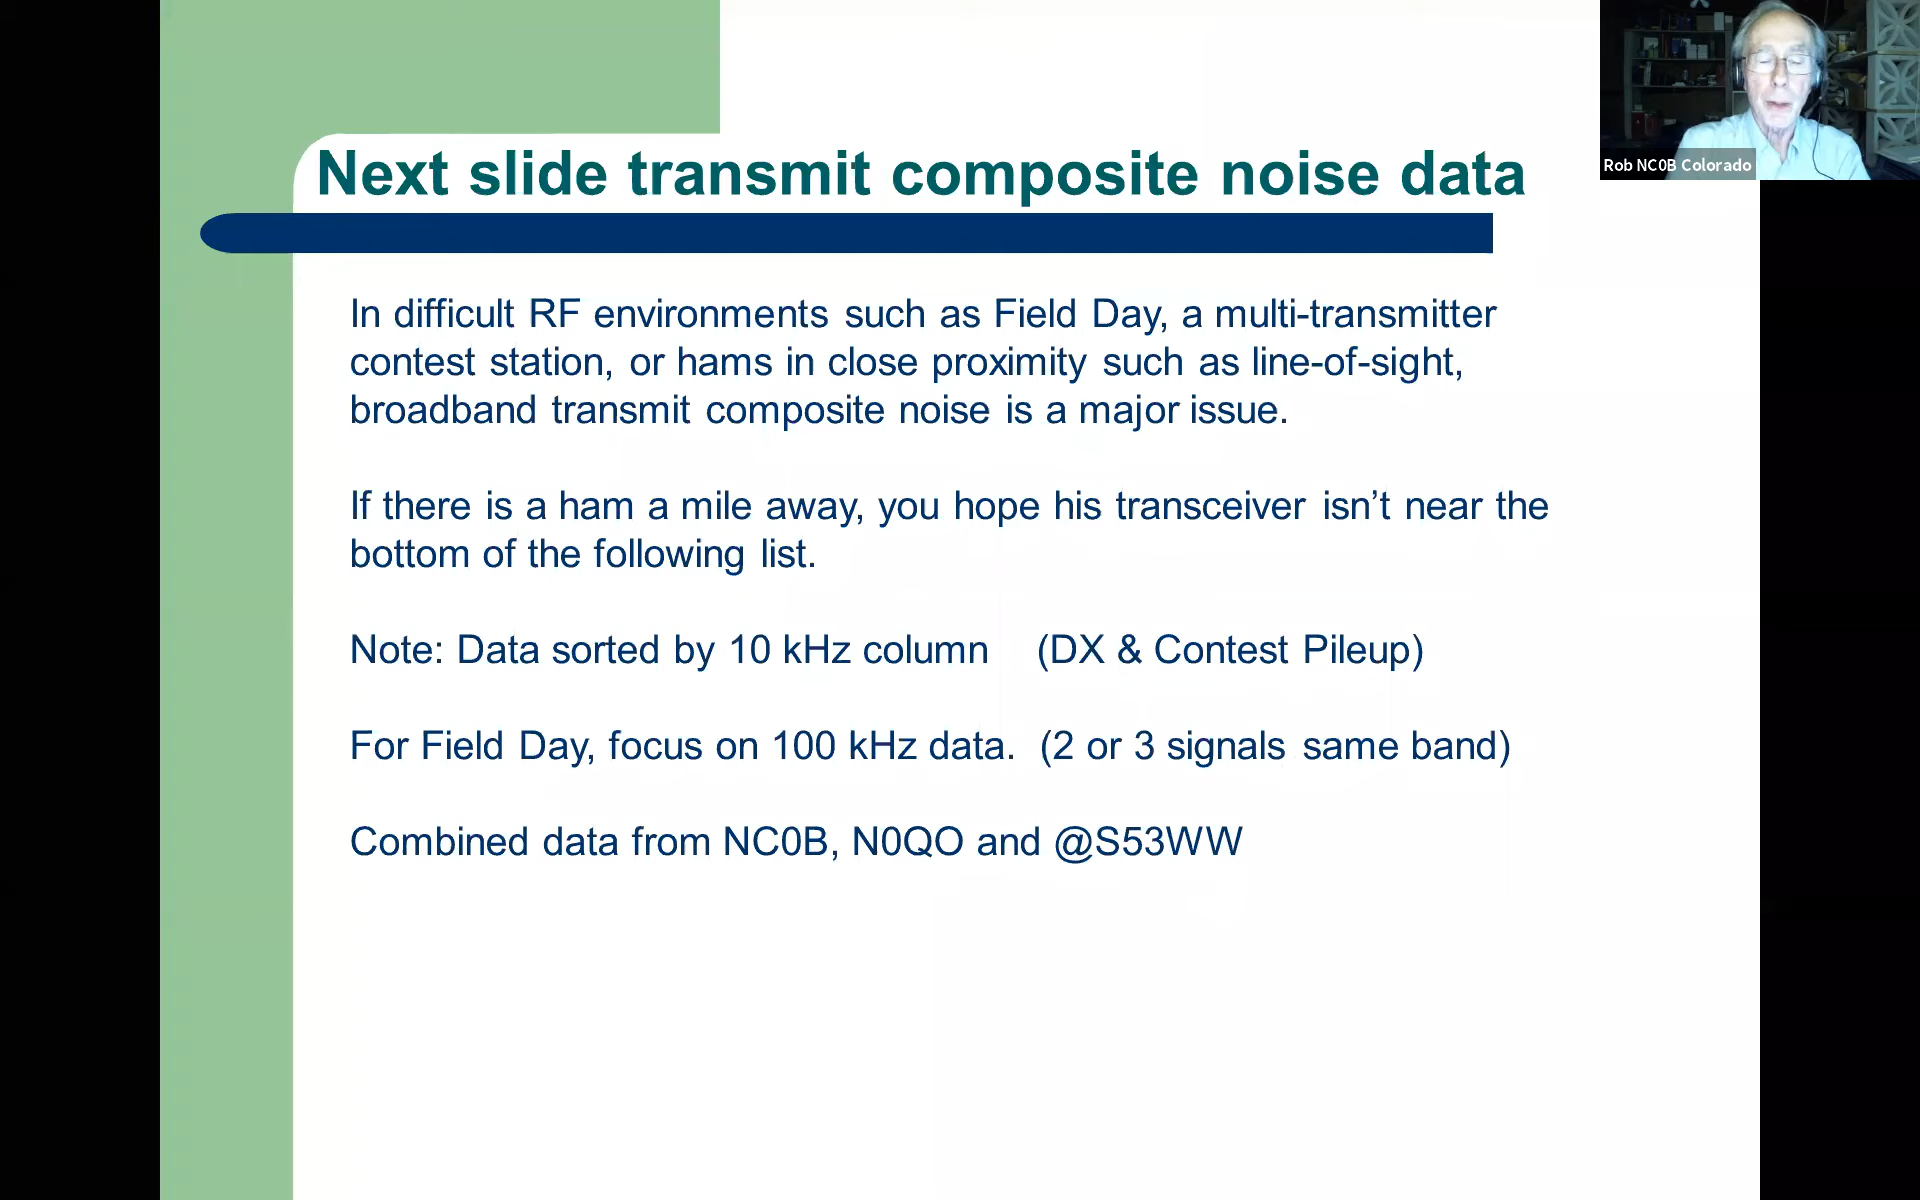 Next slide transmit composite noise data
Rob NC0B Colorado
In difficult RF environments such as Field Day, a multi-transmitter
contest station, or hams in close proximity such as line-of-sight,
broadband transmit composite noise is a major issue.
If there is a ham a mile away, you hope his transceiver isn’t near the
bottom of the following list.
Note: Data sorted by 10 kHz column (DX & Contest Pileup)
For Field Day, focus on 100 kHz data. (2 or 3 signals same band)
Combined data from NC0B, N0QO and @S53WW